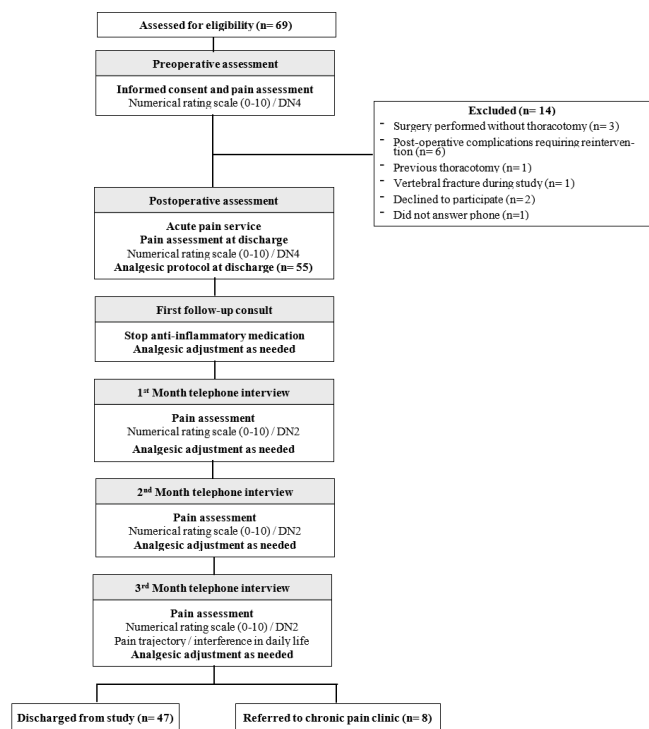 Assessed for eligibility (n= 69)
Preoperative assessment
Informed consent and pain assessment
Numerical rating scale (0-10) / DN4
Excluded (n= 14)
- Surgery performed without thoracotomy (n= 3)
- Post-operative complications requiring reinterven-
tion (n= 6)
- Previous thoracotomy (n= 1)
- Vertebral fracture during study (n= 1)
- Declined to participate (n= 2)
- Did not answer phone (n=1)
Postoperative assessment
Acute pain service
Pain assessment at discharge
Numerical rating scale (0-10) / DN4
Analgesic protocol at discharge (n= 55)
First follow-up consult
Stop anti-inflammatory medication
Analgesic adjustment as needed
1st Month telephone interview
Pain assessment
Numerical rating scale (0-10) / DN2
Analgesic adjustment as needed
2nd Month telephone interview
Pain assessment
Numerical rating scale (0-10) / DN2
Analgesic adjustment as needed
3rd Month telephone interview
Pain assessment
Numerical rating scale (0-10) / DN2
Pain trajectory / interference in daily life
Analgesic adjustment as needed
Discharged from study (n= 47)
Referred to chronic pain clinic (n= 8)